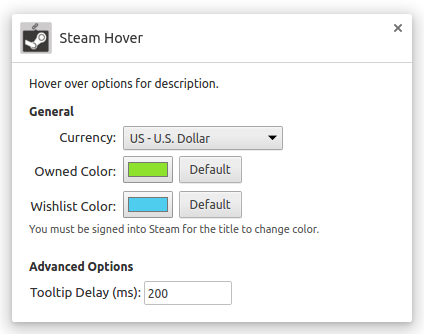 Steam Hover
Hover over options for description.
General
Currency: US - U.S. Dollar
Owned Color: Default
Wishlist Color: Default
You must be signed into Steam for the title to change color.
Advanced Options
Tooltip Delay (ms): 200